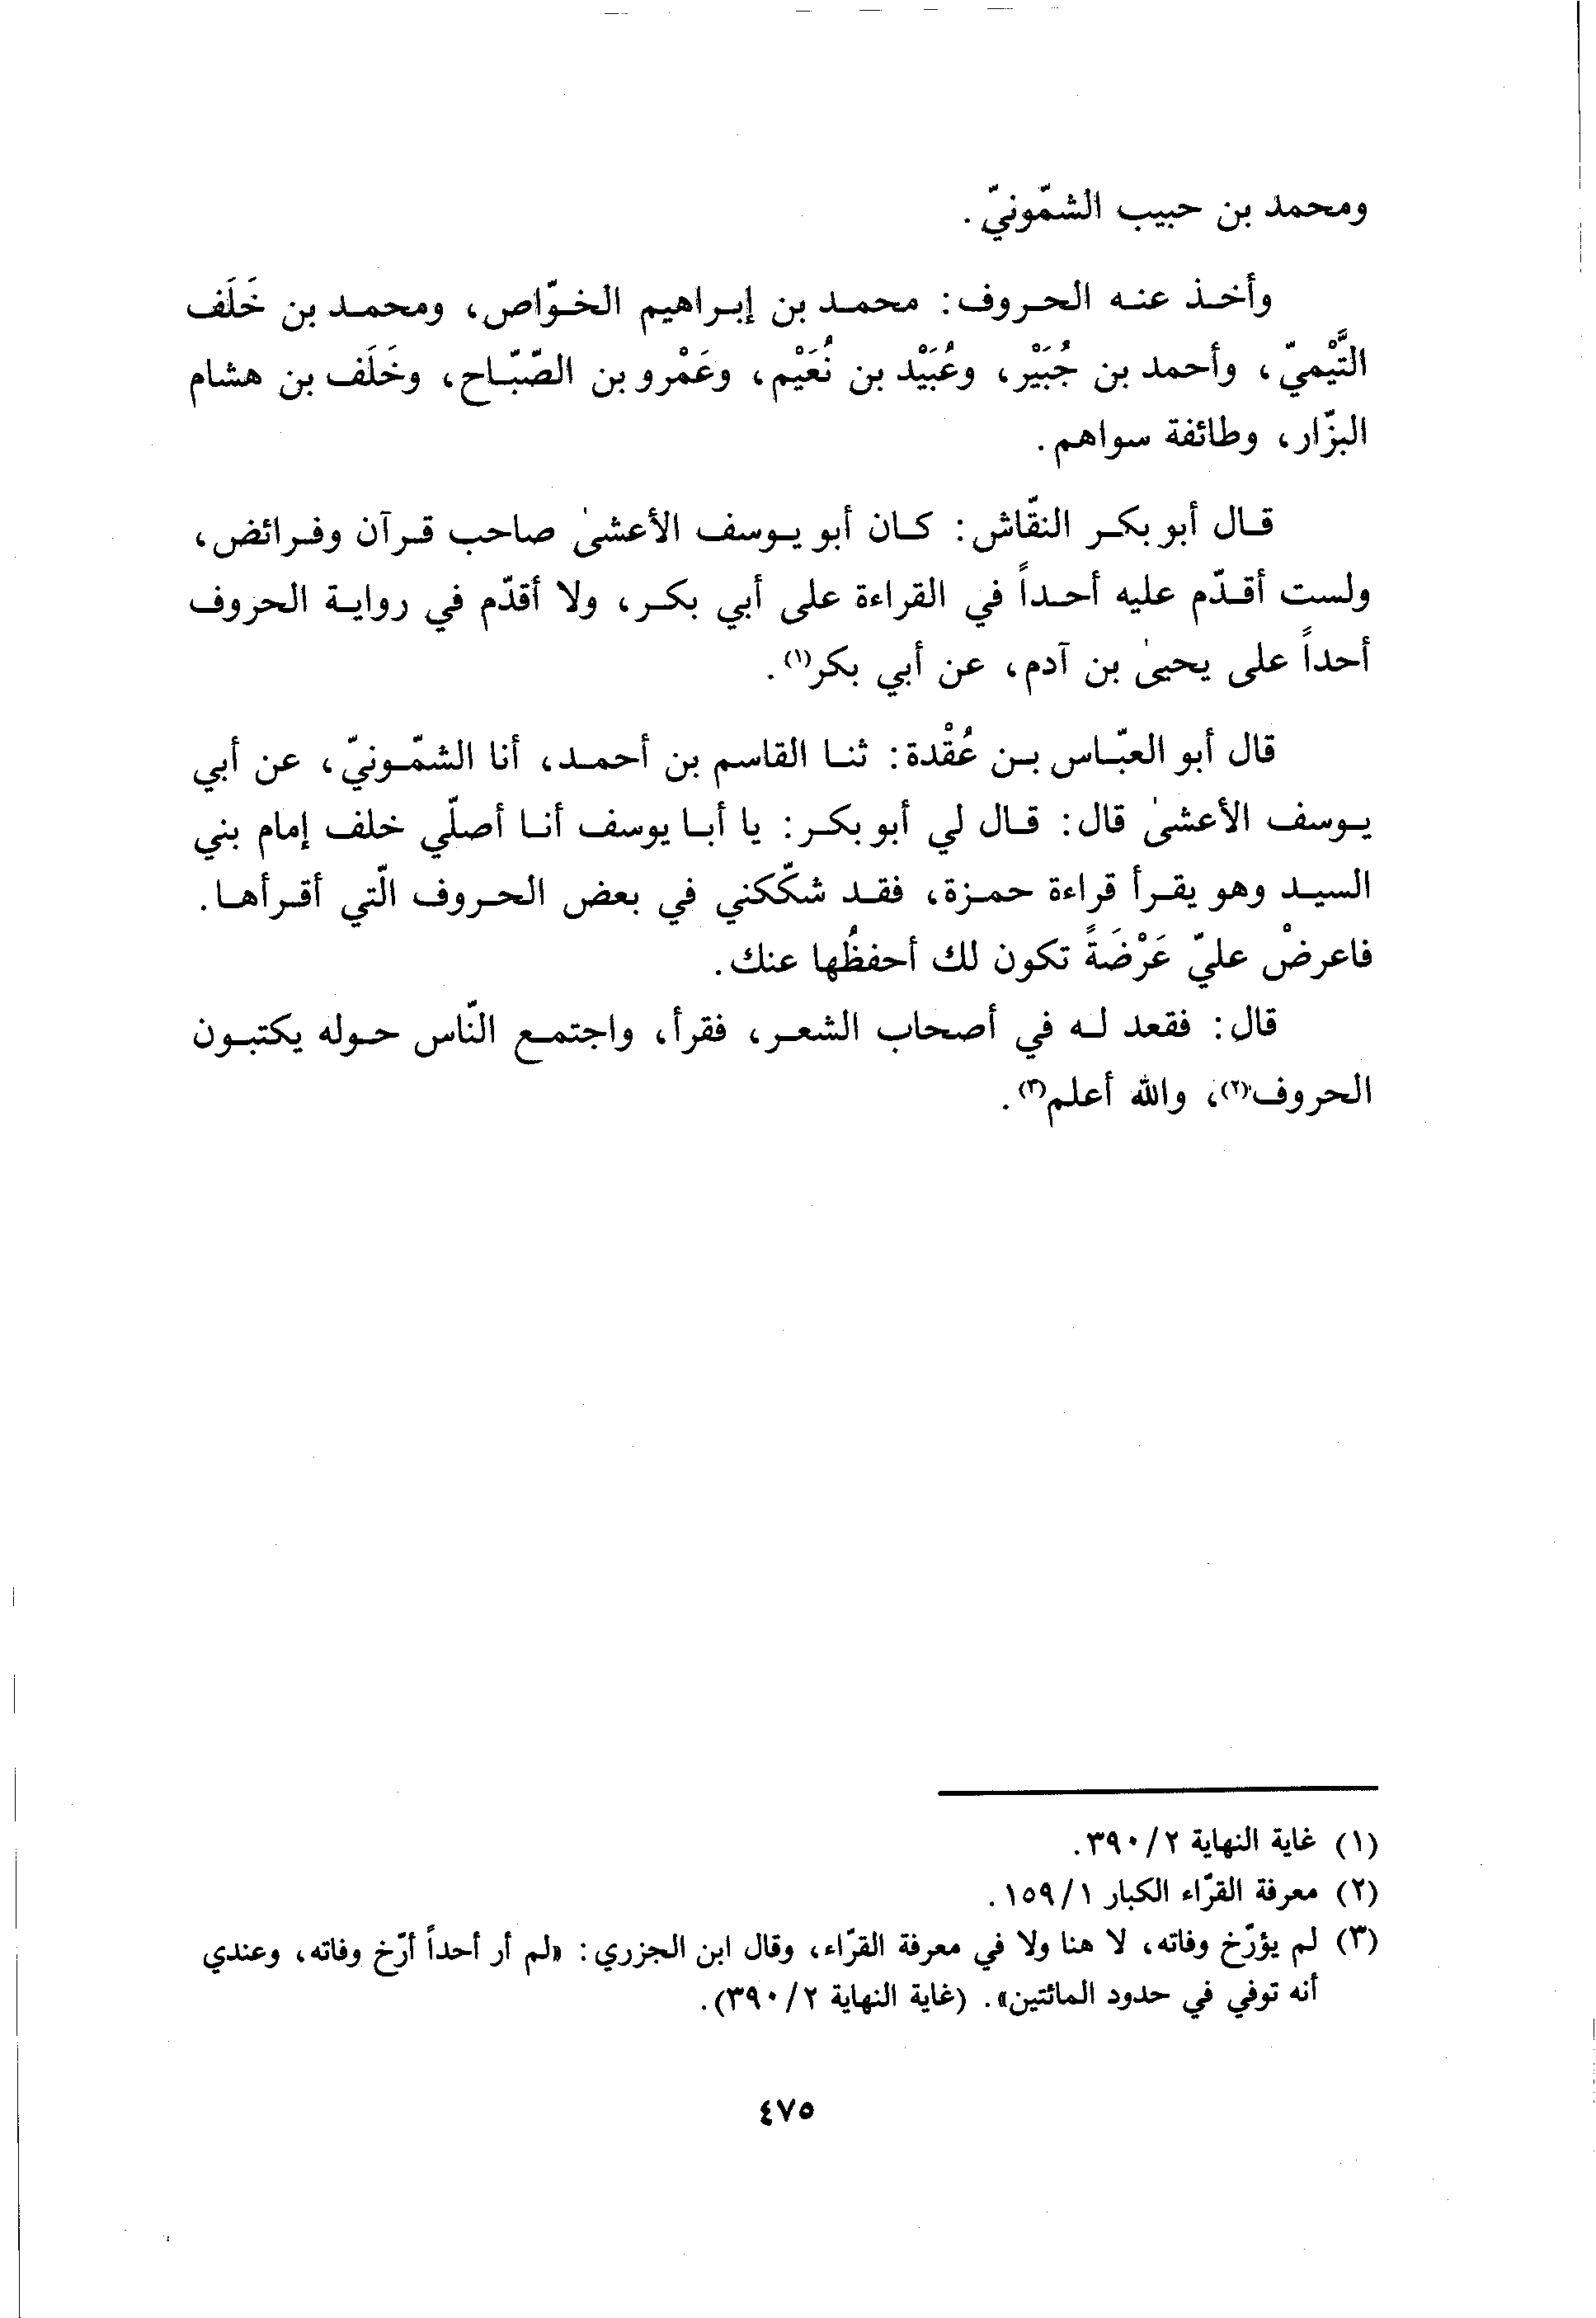 ومحمد بن حبيب الشمّونيّ.
وأخذ عنه الحروف: محمد بن إبراهيم الخوّاص، ومحمد بن خَلَف
التَّيْميّ، وأحمد بن جُبَيْر، وعُبَيْد بن نُعَيْم، وعَمْرو بن الصّبّاح، وخَلَف بن هشام
البزّار، وطائفة سواهم.
قال أبو بكر النقّاش: كان أبو يوسف الأعشىٰ صاحب قرآن وفرائض،
ولست أقدّم عليه أحداً في القراءة على أبي بكر، ولا أقدّم في رواية الحروف
أحداً على يحيىٰ بن آدم، عن أبي بكر(١).
قال أبو العبّاس بن عُقْدة: ثنا القاسم بن أحمد، أنا الشمّونيّ، عن أبي
يوسف الأعشىٰ قال: قال لي أبو بكر: يا أبا يوسف أنا أصلّي خلف إمام بني
السيد وهو يقرأ قراءة حمزة، فقد شكّكني في بعض الحروف الّتي أقرأها.
فاعرضْ عليّ عَرْضَةً تكون لك أحفظُها عنك.
قال: فقعد له في أصحاب الشعر، فقرأ، واجتمع النّاس حوله يكتبون
الحروف(٢)، والله أعلم(٣).
(١) غاية النهاية ٢/ ٣٩٠.
(٢) معرفة القرّاء الكبار ١/ ١٥٩.
(٣) لم يؤرّخ وفاته، لا هنا ولا في معرفة القرّاء، وقال ابن الجزري: «لم أر أحداً أرّخ وفاته، وعندي
أنه توفي في حدود المائتين». (غاية النهاية ٢/ ٣٩٠).
٤٧٥